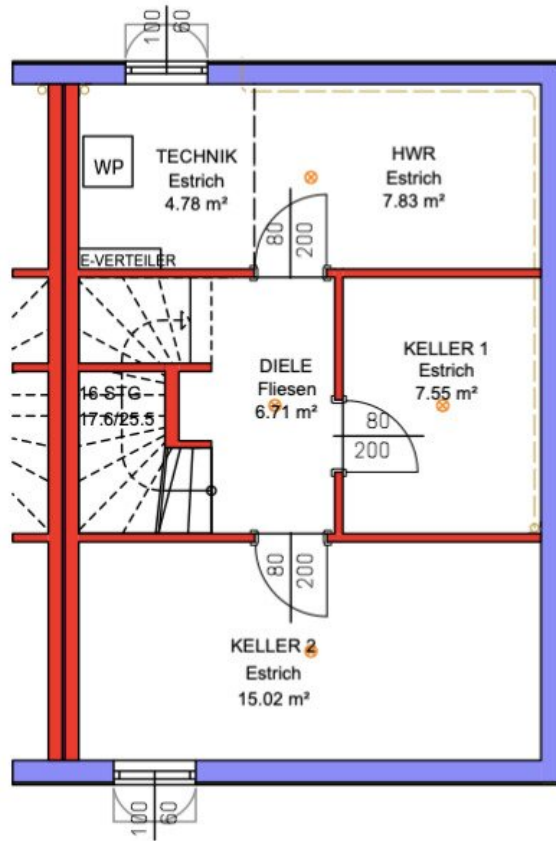 100
60
WP
TECHNIK
Estrich
4.78 m²
HWR
Estrich
7.83 m²
80
200
E-VERTEILER
16 STG
17.6/25.5
DIELE
Fliesen
6.71 m²
KELLER 1
Estrich
7.55 m²
80
200
80
200
KELLER 2
Estrich
15.02 m²
100
60